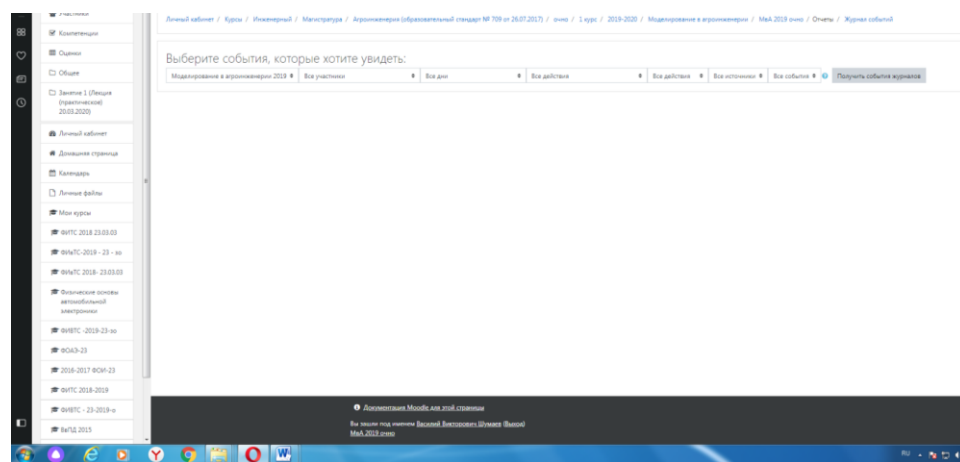 Участники
Компетенции
Оценки
Общее
Занятие 1 (Лекция
(практическое)
20.03.2020)
Личный кабинет
Домашняя страница
Календарь
Личные файлы
Мои курсы
ФИТС 2018 23.03.03
ФИиТС-2019 - 23 - зо
ФИиТС 2018- 23.03.03
Физические основы
автомобильной
электроники
ФИВТС -2019-23-зо
ФОАЭ-23
2016-2017 ФОИ-23
ФИТС 2018-2019
ФИВТС - 23-2019-о
ВиПД 2015
Личный кабинет / Курсы / Инженерный / Магистратура / Агроинженерия (образовательный стандарт № 709 от 26.07.2017) / очно / 1 курс / 2019-2020 / Моделирование в агроинженерии / МвА 2019 очно / Отчеты / Журнал событий
Выберите события, которые хотите увидеть:
Моделирование в агроинженерии 2019 Все участники Все дни Все действия Все действия Все источники Все события Получить события журналов
Документация Moodle для этой страницы
Вы зашли под именем Василий Викторович Шумаев (Выход)
МвА 2019 очно
RU